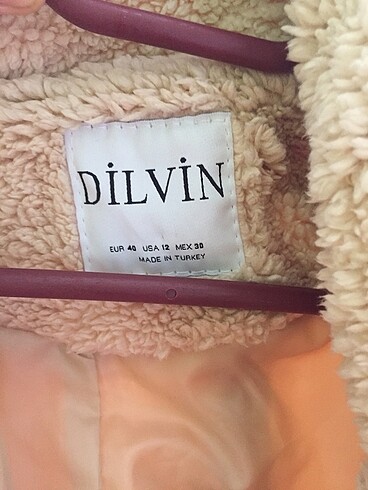 DİLVİN
EUR 40 USA 12 MEX 30
MADE IN TURKEY